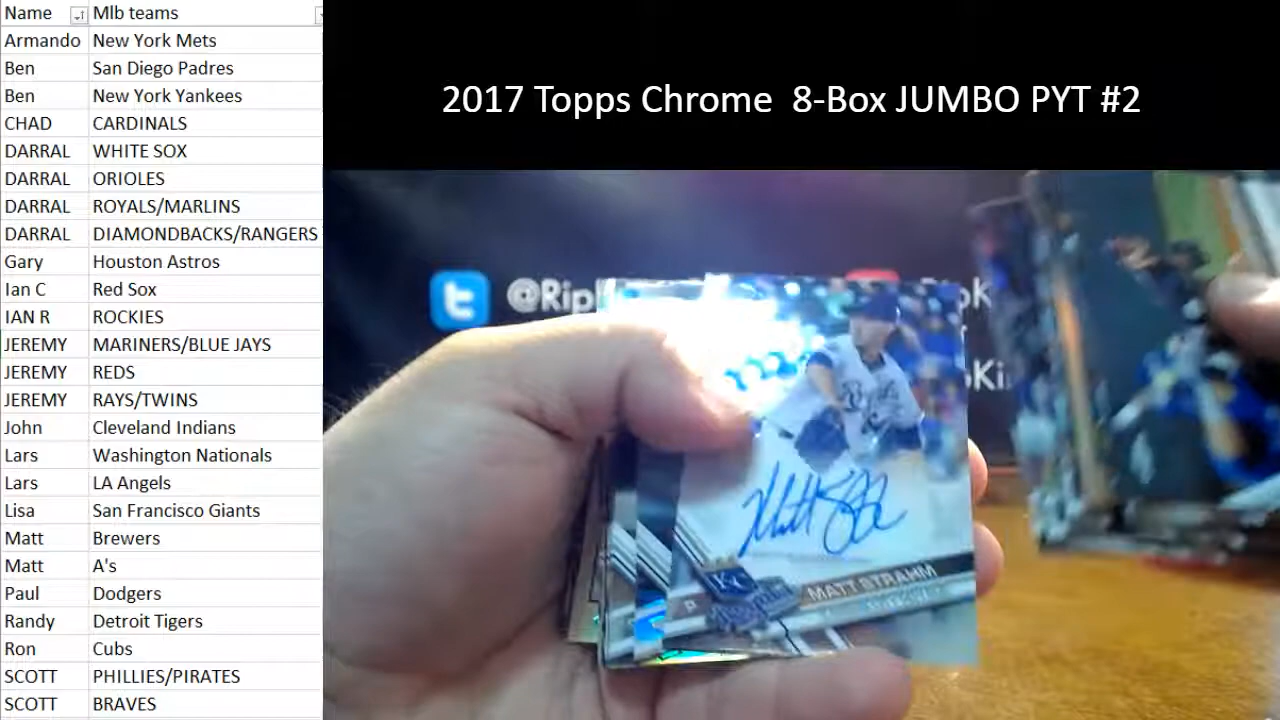 Name Mlb teams
Armando New York Mets
Ben San Diego Padres
Ben New York Yankees
CHAD CARDINALS
DARRAL WHITE SOX
DARRAL ORIOLES
DARRAL ROYALS/MARLINS
DARRAL DIAMONDBACKS/RANGERS
Gary Houston Astros
Ian C Red Sox
IAN R ROCKIES
JEREMY MARINERS/BLUE JAYS
JEREMY REDS
JEREMY RAYS/TWINS
John Cleveland Indians
Lars Washington Nationals
Lars LA Angels
Lisa San Francisco Giants
Matt Brewers
Matt A's
Paul Dodgers
Randy Detroit Tigers
Ron Cubs
SCOTT PHILLIES/PIRATES
SCOTT BRAVES
2017 Topps Chrome 8-Box JUMBO PYT #2
@Rip
KC
P
MATT STRAHM